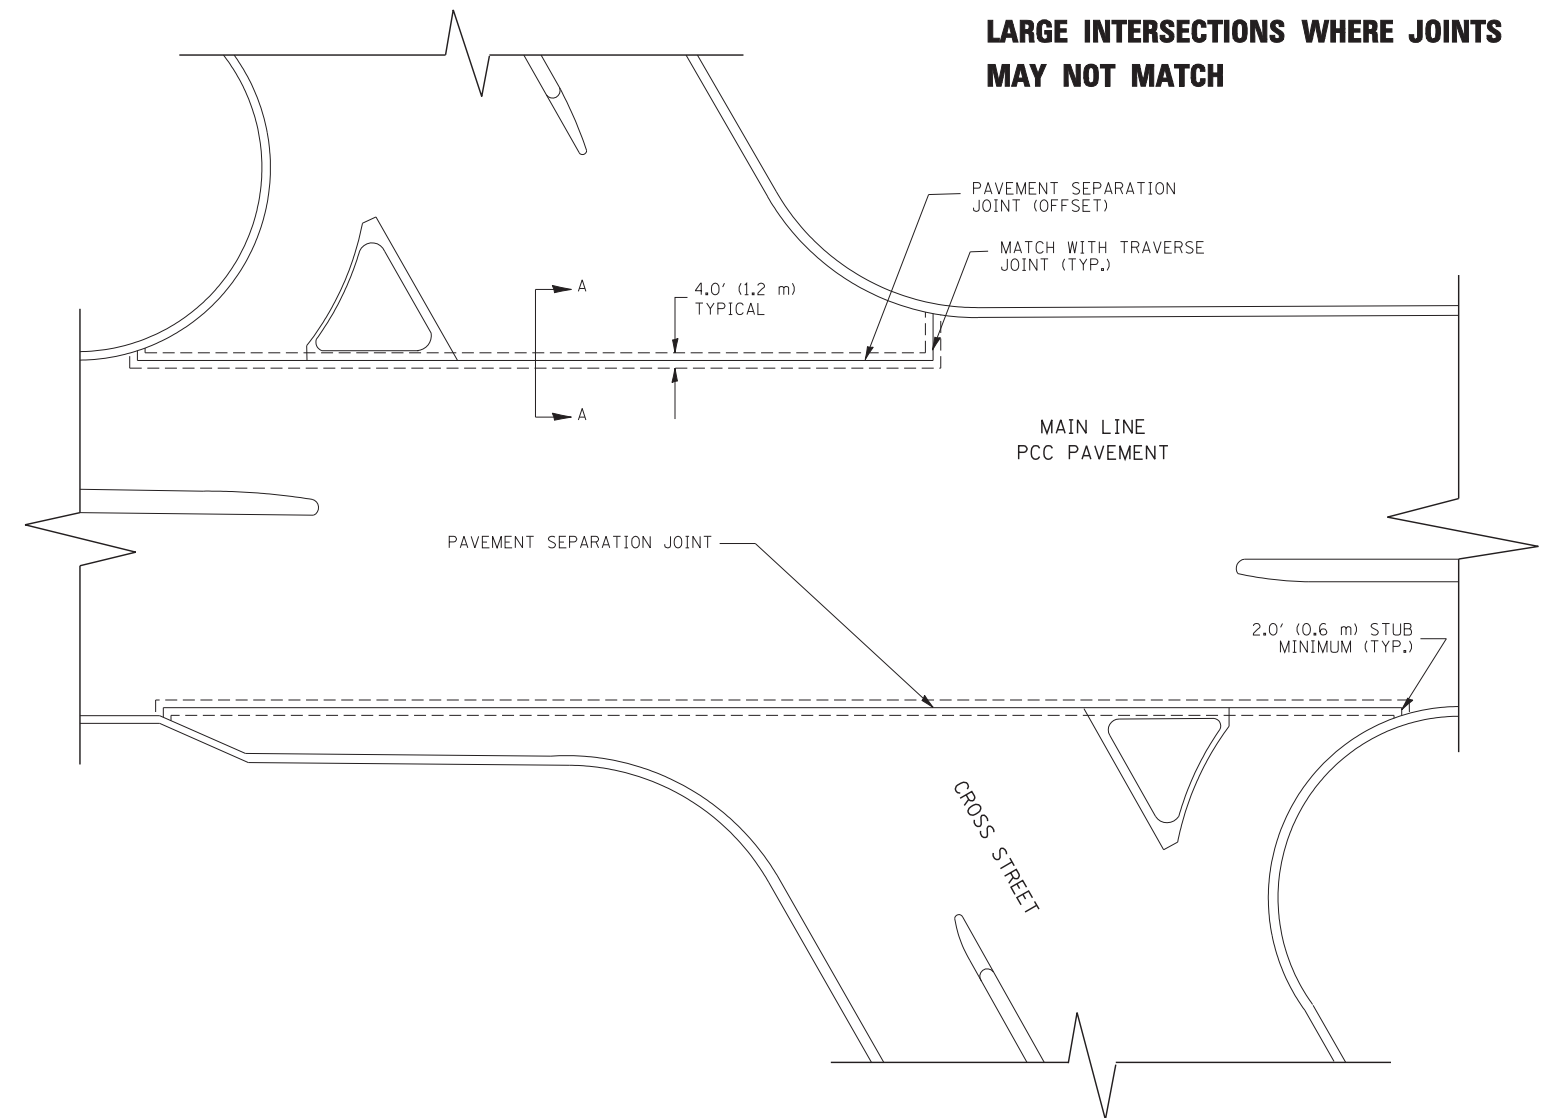 LARGE INTERSECTIONS WHERE JOINTS
MAY NOT MATCH
PAVEMENT SEPARATION
JOINT (OFFSET)
MATCH WITH TRAVERSE
JOINT (TYP.)
A
4.0' (1.2 m)
TYPICAL
A
MAIN LINE
PCC PAVEMENT
PAVEMENT SEPARATION JOINT
2.0' (0.6 m) STUB
MINIMUM (TYP.)
CROSS STREET